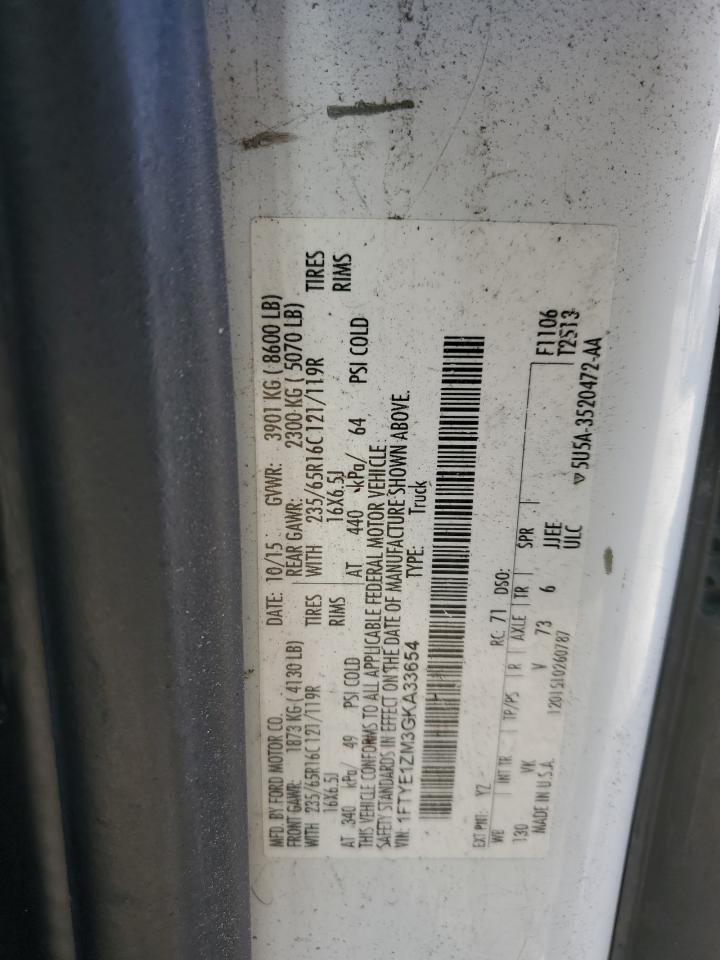 MFD. BY FORD MOTOR CO. DATE: 10/15 GVWR: 3901 KG ( 8600 LB)
FRONT GAWR: 1873 KG ( 4130 LB) REAR GAWR: 2300 KG ( 5070 LB)
WITH 235/65R16C 121/119R TIRES WITH 235/65R16C 121/119R TIRES
16X6.5J RIMS 16X6.5J RIMS
AT 340 kPa/ 49 PSI COLD AT 440 kPa/ 64 PSI COLD
THIS VEHICLE CONFORMS TO ALL APPLICABLE FEDERAL MOTOR VEHICLE
SAFETY STANDARDS IN EFFECT ON THE DATE OF MANUFACTURE SHOWN ABOVE.
VIN: 1FTYE1ZM3GKA33654 TYPE: Truck
EXT PNT: YZ RC: 71 DSO:
WB INT TR TP/PS R AXLE TR SPR F1106
T2513
130 VK V 73 6 JJEE
MADE IN U.S.A. 1201510260787 ULC
5U5A-3520472-AA